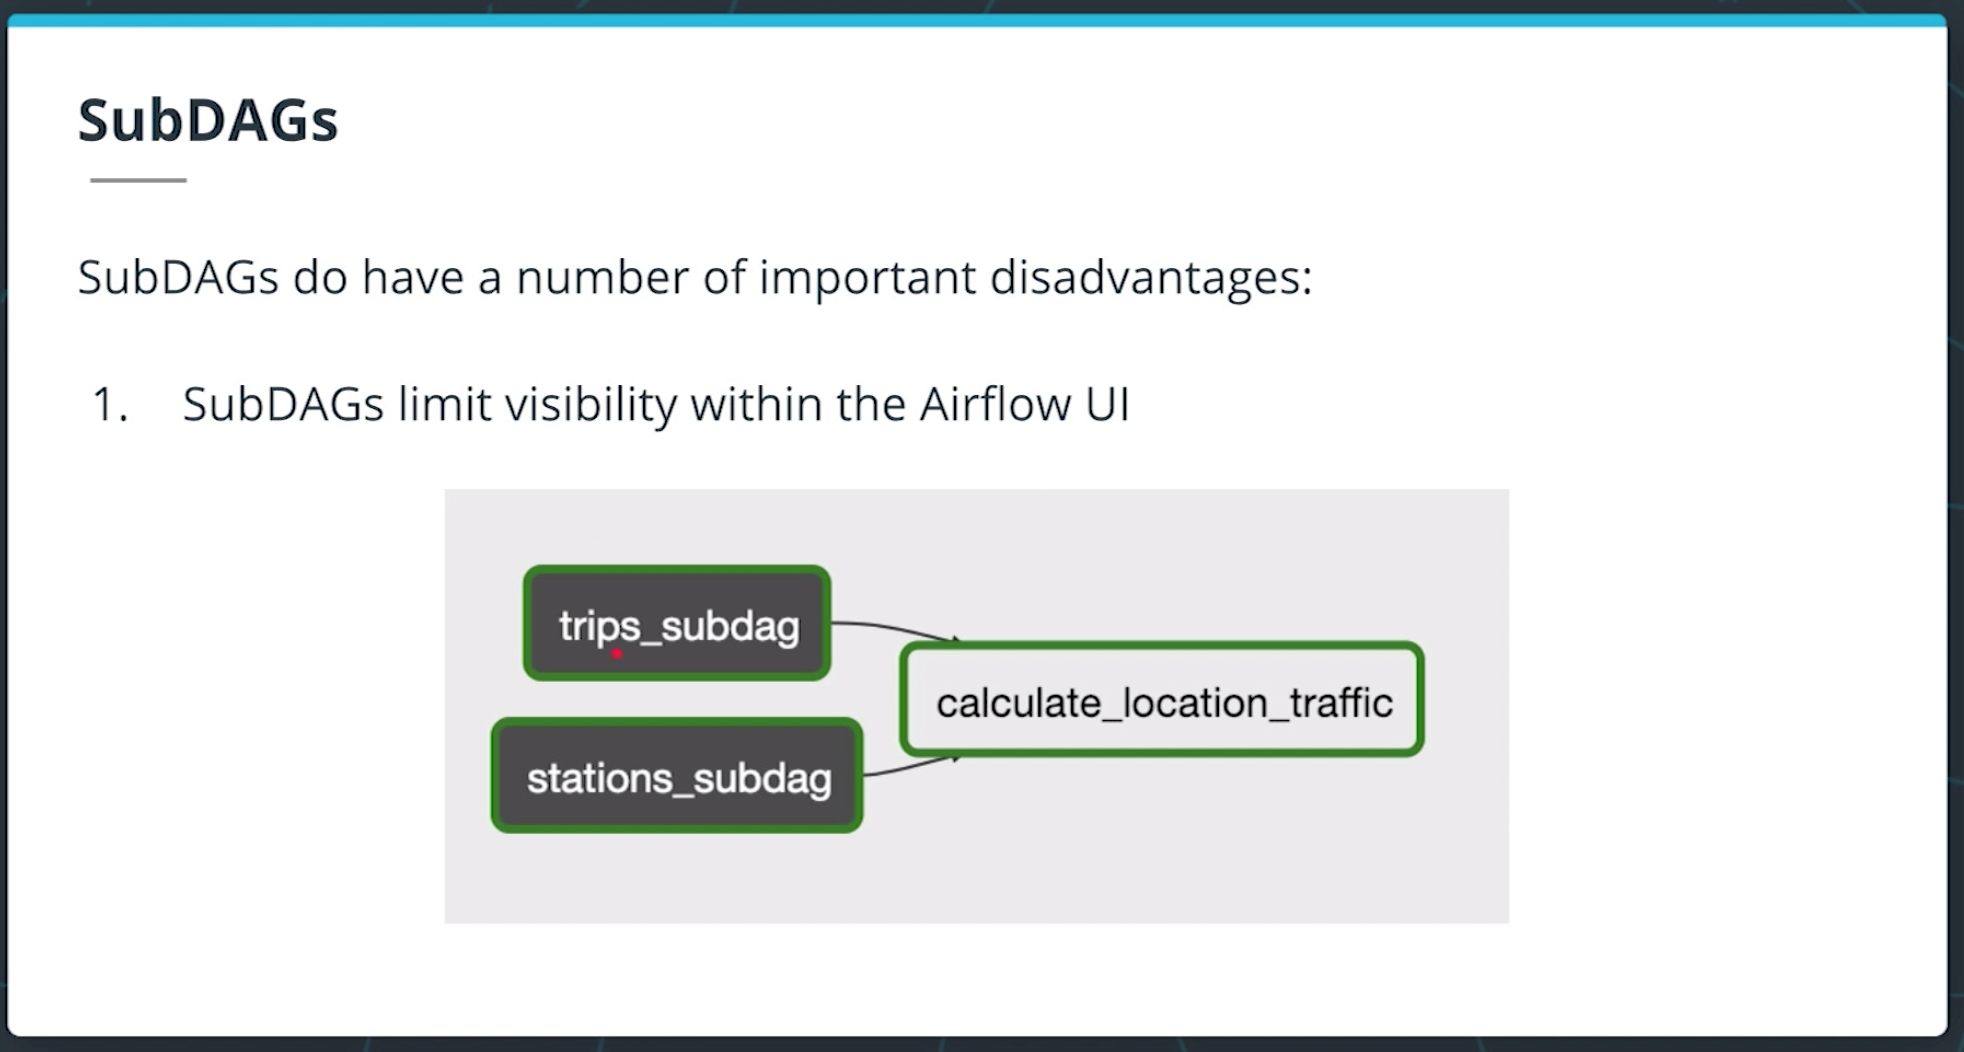 SubDAGs
SubDAGs do have a number of important disadvantages:
1. SubDAGs limit visibility within the Airflow UI
trips_subdag
calculate_location_traffic
stations_subdag